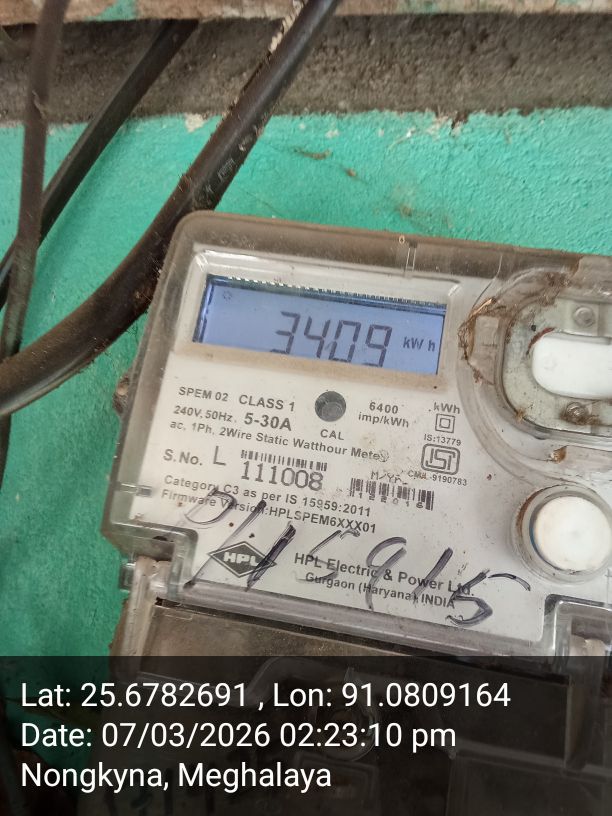 3409 kWh
SPEM 02 CLASS 1
6400 imp/kWh
kWh
240V, 50Hz, 5-30A
CAL
IS:13779
ac, 1Ph, 2Wire Static Watthour Meter
S.No. L 111008
CM/L-9190783
Category C3 as per IS 15959:2011
Firmware Version:HPLSPEM6XXX01
HPL
HPL Electric & Power Ltd.
Gurgaon (Haryana) INDIA
Lat: 25.6782691 , Lon: 91.0809164
Date: 07/03/2026 02:23:10 pm
Nongkyna, Meghalaya